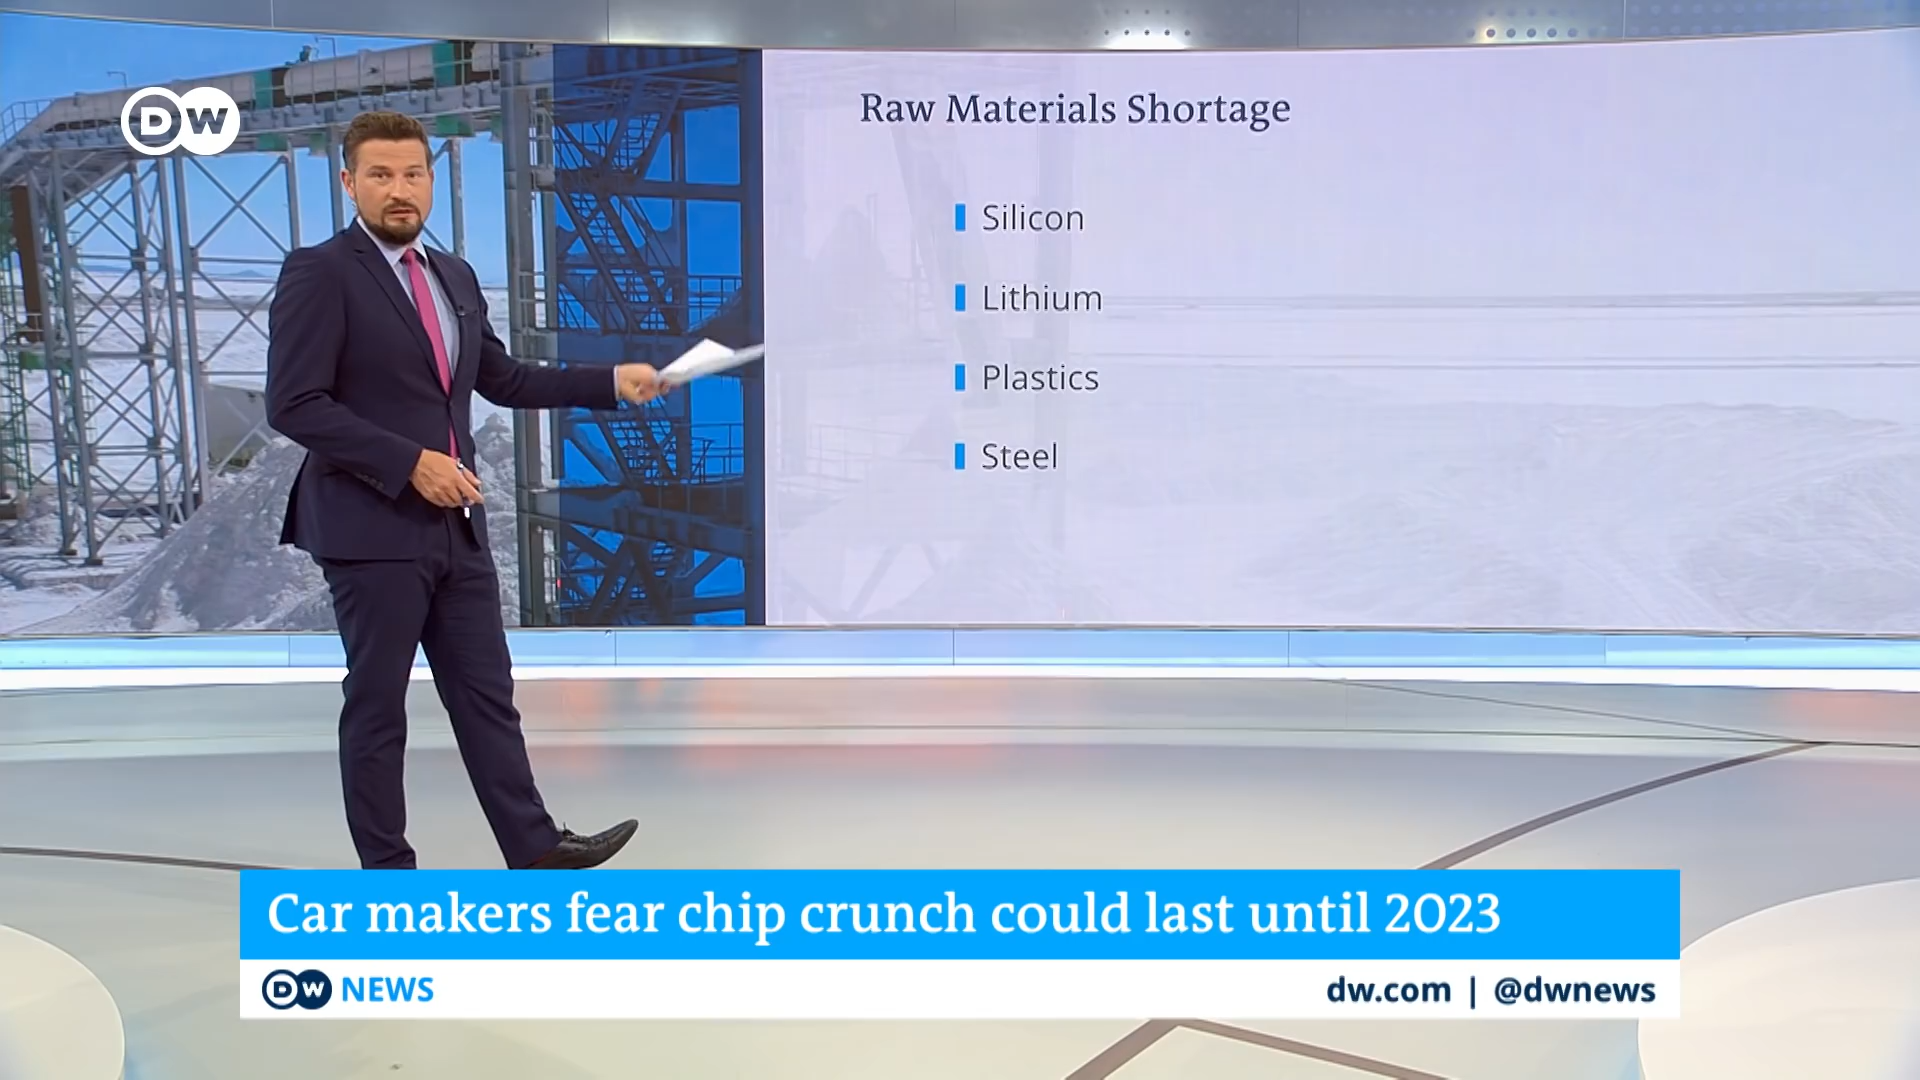 DW
Raw Materials Shortage
Silicon
Lithium
Plastics
Steel
Car makers fear chip crunch could last until 2023
DW NEWS
dw.com | @dwnews